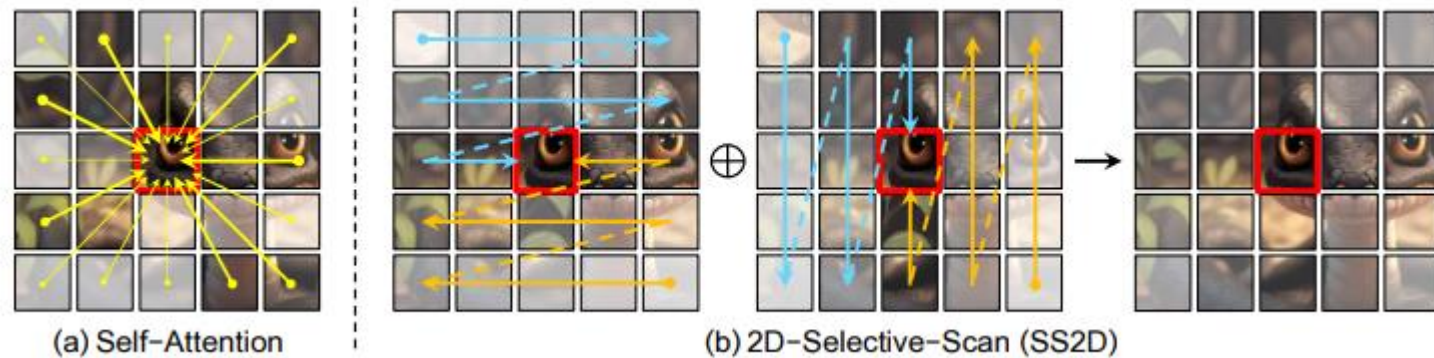 (a) Self-Attention
(b) 2D-Selective-Scan (SS2D)